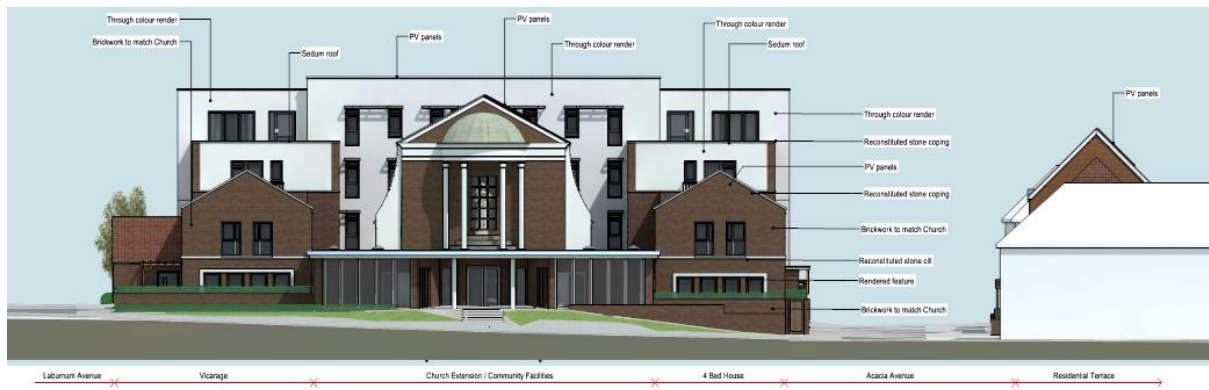 Through colour render
PV panels
Through colour render
Brickwork to match Church
PV panels
Through colour render
Sedum roof
Sedum roof
PV panels
Through colour render
Reconstituted stone coping
PV panels
Reconstituted stone coping
Brickwork to match Church
Reconstituted stone cill
Rendered feature
Brickwork to match Church
Laburnum Avenue
Vicarage
Church Extension / Community Facilities
4 Bed House
Acacia Avenue
Residential Terrace